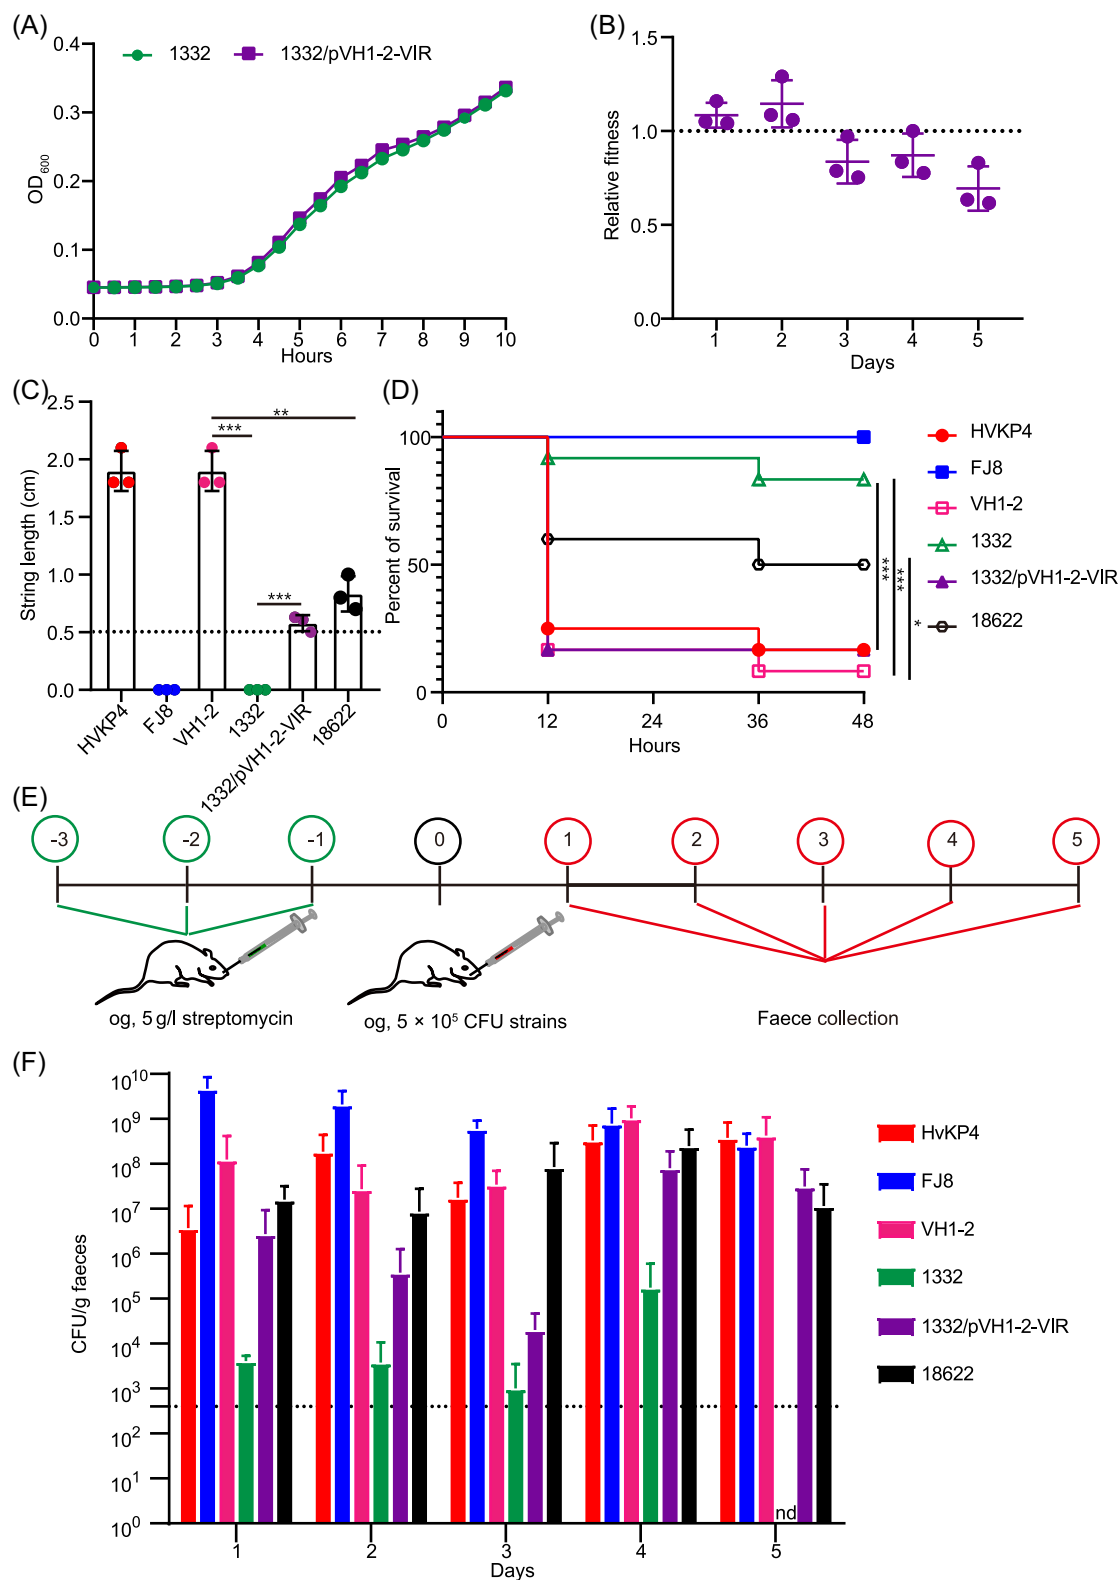 (A)
0.4
0.3
0.2
0.1
0.0
OD600
1332
1332/pVH1-2-VIR
0 1 2 3 4 5 6 7 8 9 10
Hours
(B)
1.5
1.0
0.5
0.0
Relative fitness
1 2 3 4 5
Days
(C)
2.5
2.0
1.5
1.0
0.5
0.0
String length (cm)
**
***
***
HVKP4
FJ8
VH1-2
1332
1332/pVH1-2-VIR
18622
(D)
100
50
0
Percent of survival
0 12 24 36 48
Hours
HVKP4
FJ8
VH1-2
1332
1332/pVH1-2-VIR
18622
***
***
*
(E)
-3 -2 -1 0 1 2 3 4 5
og, 5 g/l streptomycin
og, 5 × 10⁵ CFU strains
Faece collection
(F)
10¹⁰
10⁹
10⁸
10⁷
10⁶
10⁵
10⁴
10³
10²
10¹
10⁰
CFU/g faeces
nd
1 2 3 4 5
Days
HvKP4
FJ8
VH1-2
1332
1332/pVH1-2-VIR
18622